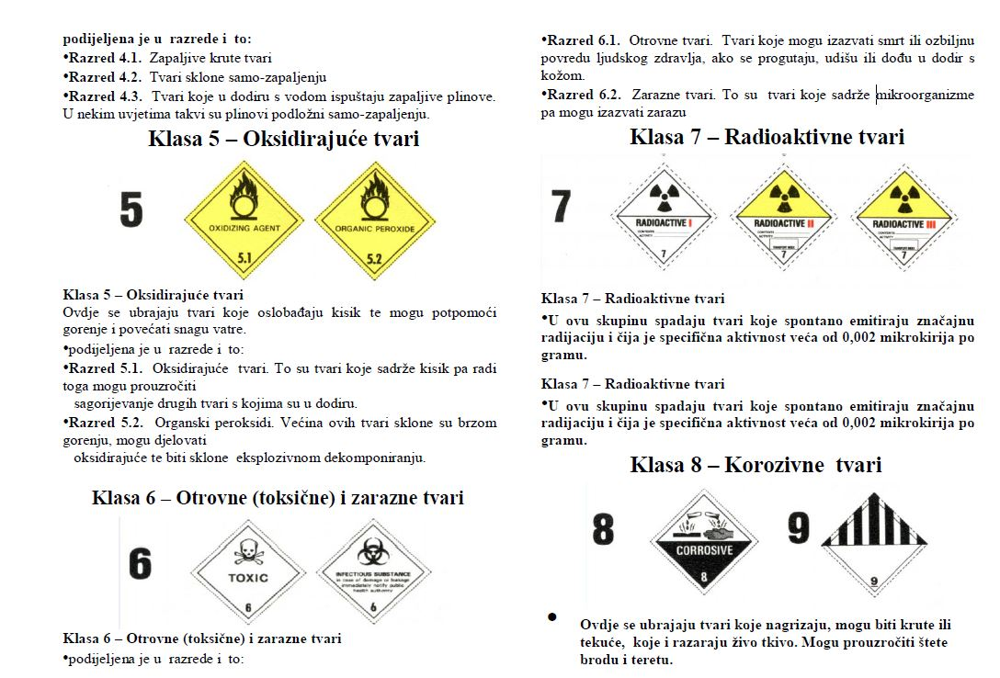 podijeljena je u razrede i to:
•Razred 4.1. Zapaljive krute tvari
•Razred 4.2. Tvari sklone samo-zapaljenju
•Razred 4.3. Tvari koje u dodiru s vodom ispuštaju zapaljive plinove.
U nekim uvjetima takvi su plinovi podložni samo-zapaljenju.
Klasa 5 – Oksidirajuće tvari
5
OXIDIZING AGENT
5.1
ORGANIC PEROXIDE
5.2
Klasa 5 – Oksidirajuće tvari
Ovdje se ubrajaju tvari koje oslobađaju kisik te mogu potpomoći
gorenje i povećati snagu vatre.
•podijeljena je u razrede i to:
•Razred 5.1. Oksidirajuće tvari. To su tvari koje sadrže kisik pa radi
toga mogu prouzročiti
sagorijevanje drugih tvari s kojima su u dodiru.
•Razred 5.2. Organski peroksidi. Većina ovih tvari sklone su brzom
gorenju, mogu djelovati
oksidirajuće te biti sklone eksplozivnom dekomponiranju.
Klasa 6 – Otrovne (toksične) i zarazne tvari
6
TOXIC
6
INFECTIOUS SUBSTANCE
in case of damage or leakage
immediately notify public
health authority
6
Klasa 6 – Otrovne (toksične) i zarazne tvari
•podijeljena je u razrede i to:
•Razred 6.1. Otrovne tvari. Tvari koje mogu izazvati smrt ili ozbiljnu
povredu ljudskog zdravlja, ako se progutaju, udišu ili dođu u dodir s
kožom.
•Razred 6.2. Zarazne tvari. To su tvari koje sadrže mikroorganizme
pa mogu izazvati zarazu
Klasa 7 – Radioaktivne tvari
7
RADIOACTIVE I
CONTENTS
ACTIVITY
7
RADIOACTIVE II
CONTENTS
ACTIVITY
TRANSPORT INDEX
7
RADIOACTIVE III
CONTENTS
ACTIVITY
TRANSPORT INDEX
7
Klasa 7 – Radioaktivne tvari
•U ovu skupinu spadaju tvari koje spontano emitiraju značajnu
radijaciju i čija je specifična aktivnost veća od 0,002 mikrokirija po
gramu.
Klasa 7 – Radioaktivne tvari
•U ovu skupinu spadaju tvari koje spontano emitiraju značajnu
radijaciju i čija je specifična aktivnost veća od 0,002 mikrokirija po
gramu.
Klasa 8 – Korozivne tvari
8
CORROSIVE
8
9
9
• Ovdje se ubrajaju tvari koje nagrizaju, mogu biti krute ili
tekuće, koje i razaraju živo tkivo. Mogu prouzročiti štete
brodu i teretu.